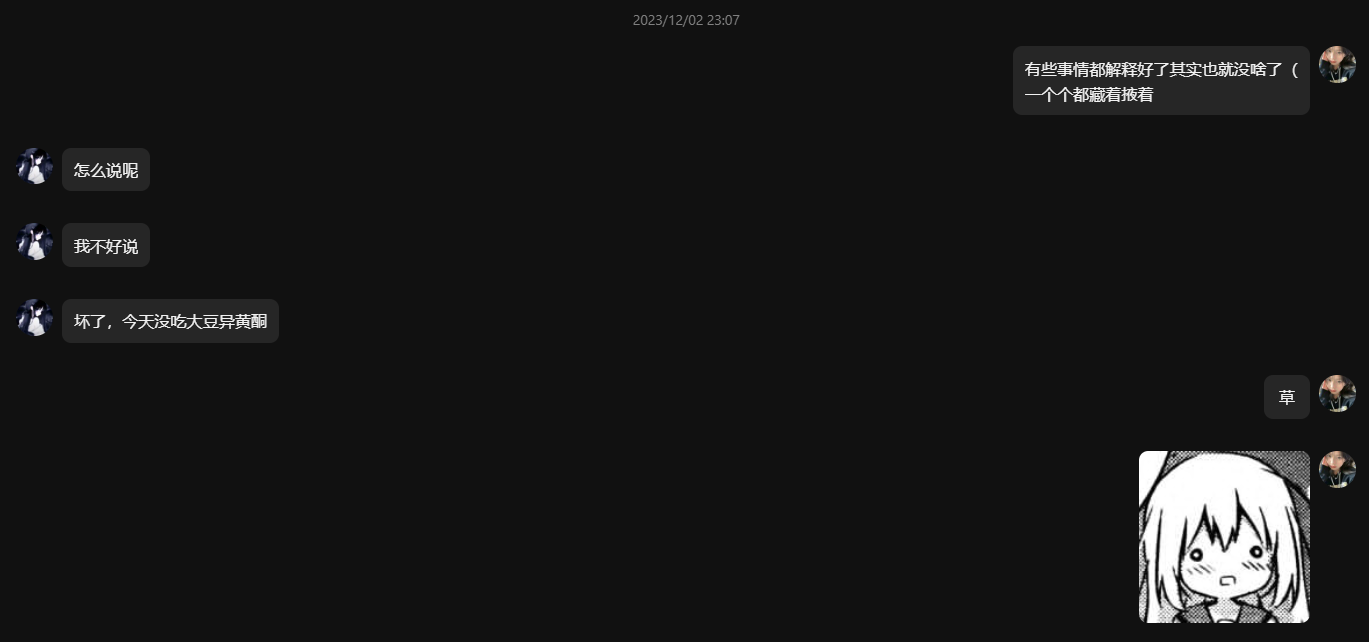 2023/12/02 23:07
有些事情都解释好了其实也就没啥了（
一个个都藏着掖着
怎么说呢
我不好说
坏了，今天没吃大豆异黄酮
草